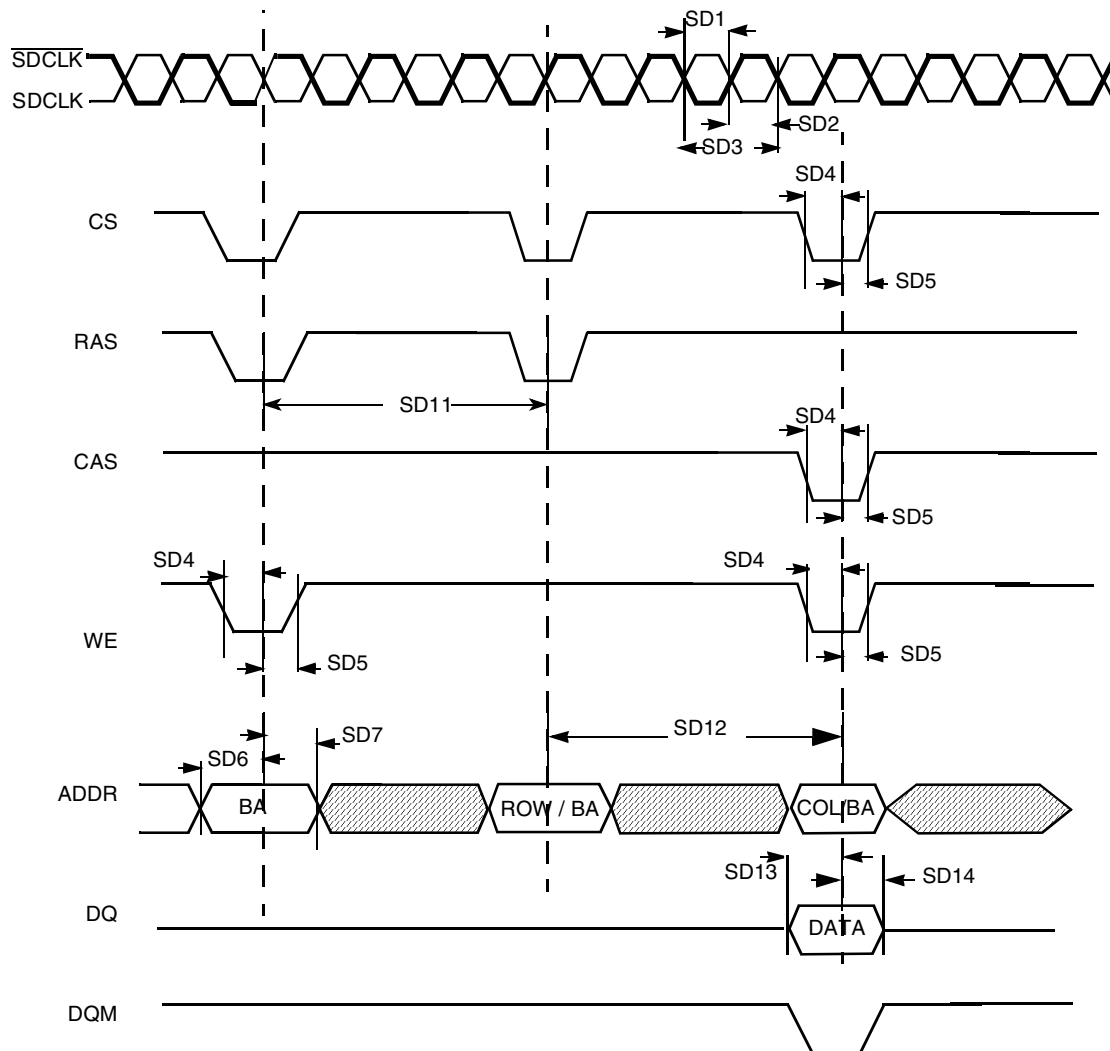 SD1
SDCLK
SDCLK
SD2
SD3
SD4
CS
SD5
RAS
SD11
SD4
CAS
SD5
SD4
SD4
WE
SD5
SD5
SD12
SD7
SD6
ADDR
BA
ROW / BA
COL/BA
SD13
SD14
DQ
DATA
DQM